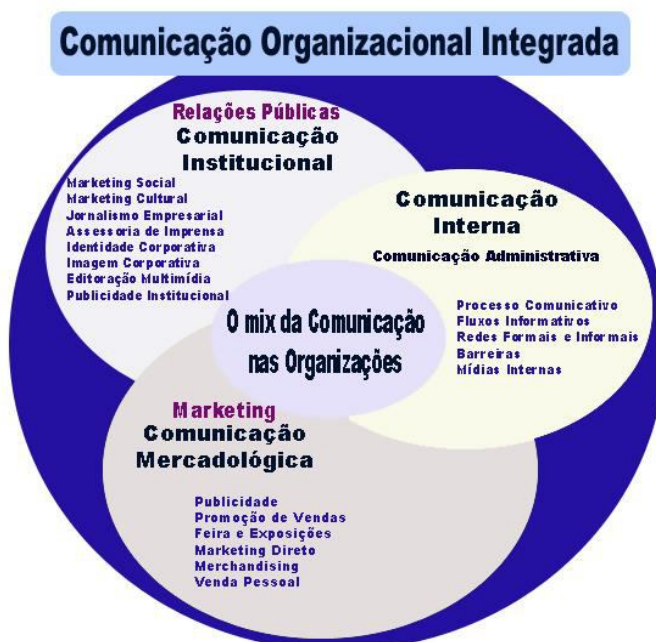 Comunicação Organizacional Integrada
Relações Públicas
Comunicação
Institucional
Marketing Social
Marketing Cultural
Jornalismo Empresarial
Assessoria de Imprensa
Identidade Corporativa
Imagem Corporativa
Editoração Multimídia
Publicidade Institucional
Comunicação
Interna
Comunicação Administrativa
Processo Comunicativo
Fluxos Informativos
Redes Formais e Informais
Barreiras
Mídias Internas
O mix da Comunicação
nas Organizações
Marketing
Comunicação
Mercadológica
Publicidade
Promoção de Vendas
Feira e Exposições
Marketing Direto
Merchandising
Venda Pessoal